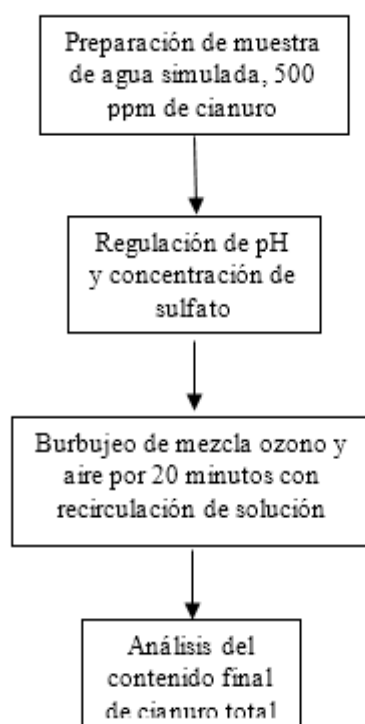 Preparación de muestra
de agua simulada, 500
ppm de cianuro
Regulación de pH
y concentración de
sulfato
Burbujeo de mezcla ozono y
aire por 20 minutos con
recirculación de solución
Análisis del
contenido final
de cianuro total